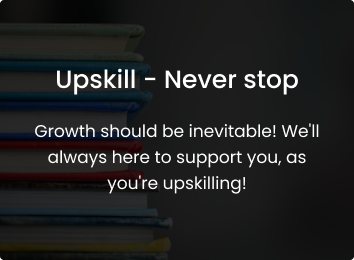 Upskill - Never stop
Growth should be inevitable! We'll
always here to support you, as
you're upskilling!